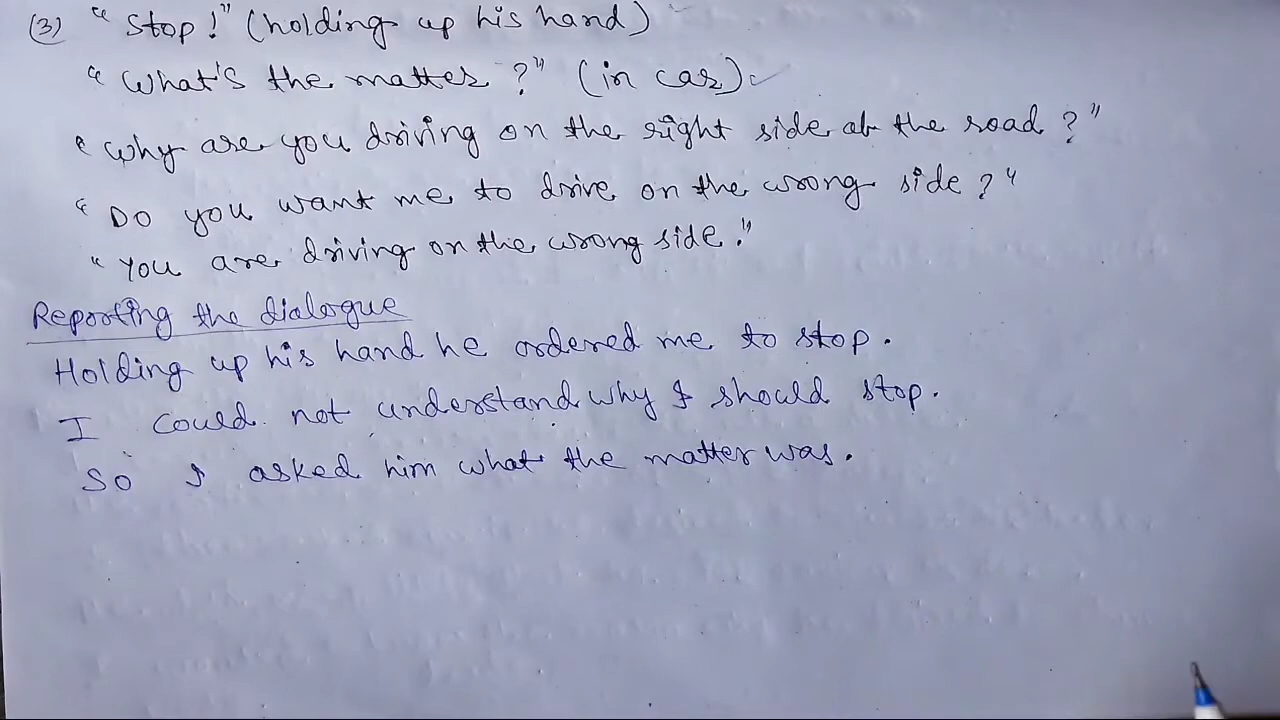 (3) "Stop!" (holding up his hand)
"What's the matter?" (in car)
"Why are you driving on the right side of the road?"
"Do you want me to drive on the wrong side?"
"You are driving on the wrong side."
Reporting the dialogue
Holding up his hand he ordered me to stop.
I could not understand why I should stop.
So I asked him what the matter was.